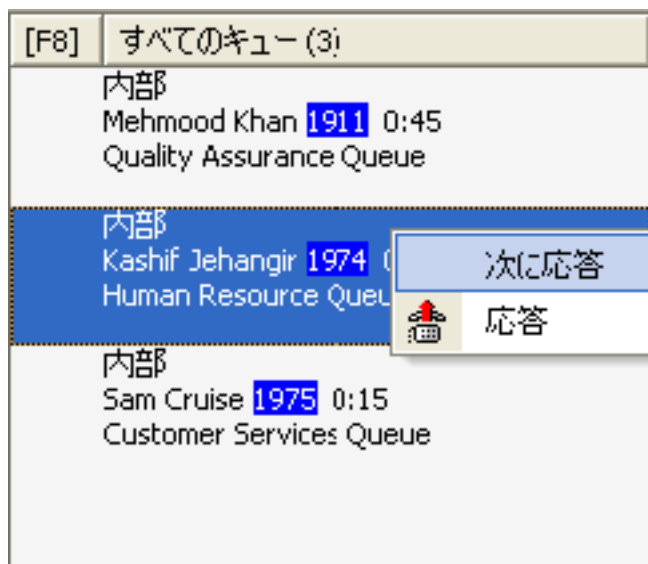 [F8] すべてのキュー (3)
内部
Mehmood Khan 1911 0:45
Quality Assurance Queue
内部
Kashif Jehangir 1974
Human Resource
次に応答
応答
内部
Sam Cruise 1975 0:15
Customer Services Queue